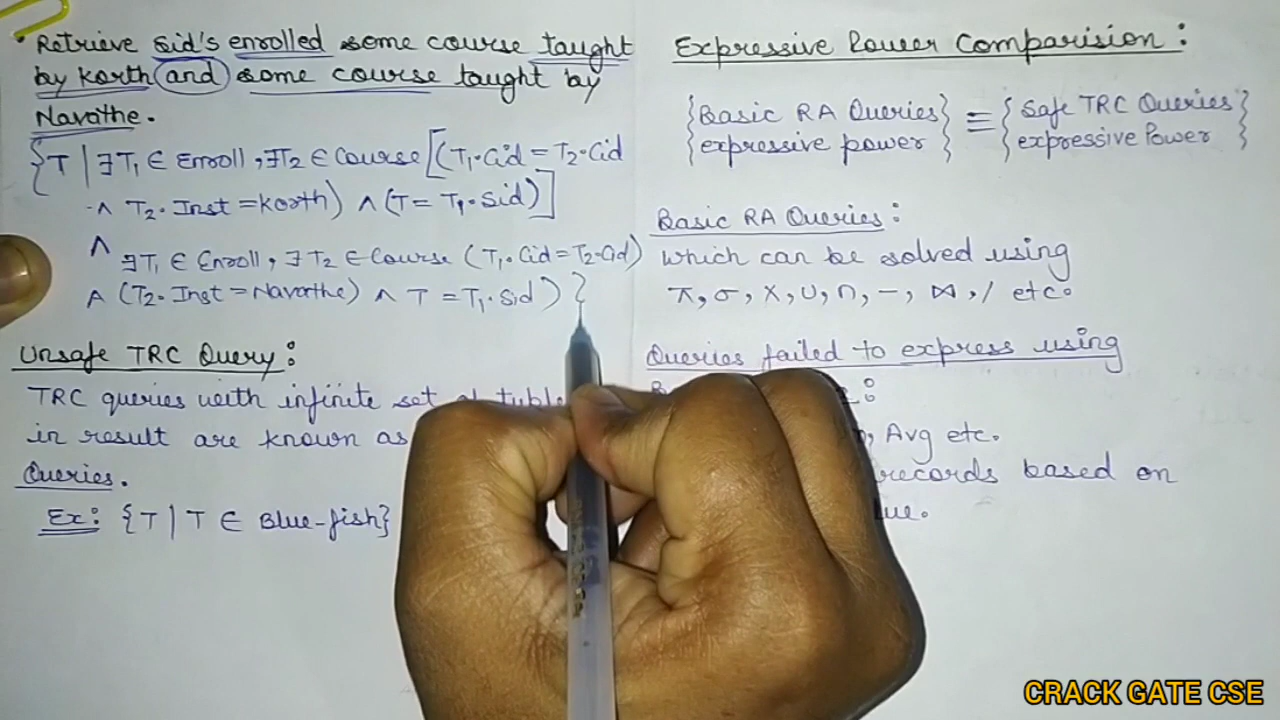 • Retrieve sid's enrolled some course taught
by Korth and some course taught by
Navathe.
{T | ∃T₁ ∈ Enroll, ∃T₂ ∈ Course [(T₁.Cid = T₂.Cid
∧ T₂.Inst = Korth) ∧ (T = T₁.Sid)]
∧ ∃T₁ ∈ Enroll, ∃T₂ ∈ Course (T₁.Cid = T₂.Cid)
∧ (T₂.Inst = Navathe) ∧ T = T₁.Sid) }
Unsafe TRC Query:
TRC queries with infinite set of tuple
in result are known as
Queries.
Ex: {T | T ∈ Blue-fish}
Expressive Power Comparision:
{Basic RA Queries} ≡ {Safe TRC Queries}
{expressive power} {expressive Power}
Basic RA Queries:
which can be solved using
π, σ, X, ∪, ∩, −, ⋈, / etc.
Queries failed to express using
:
, Avg etc.
records based on
CRACK GATE CSE